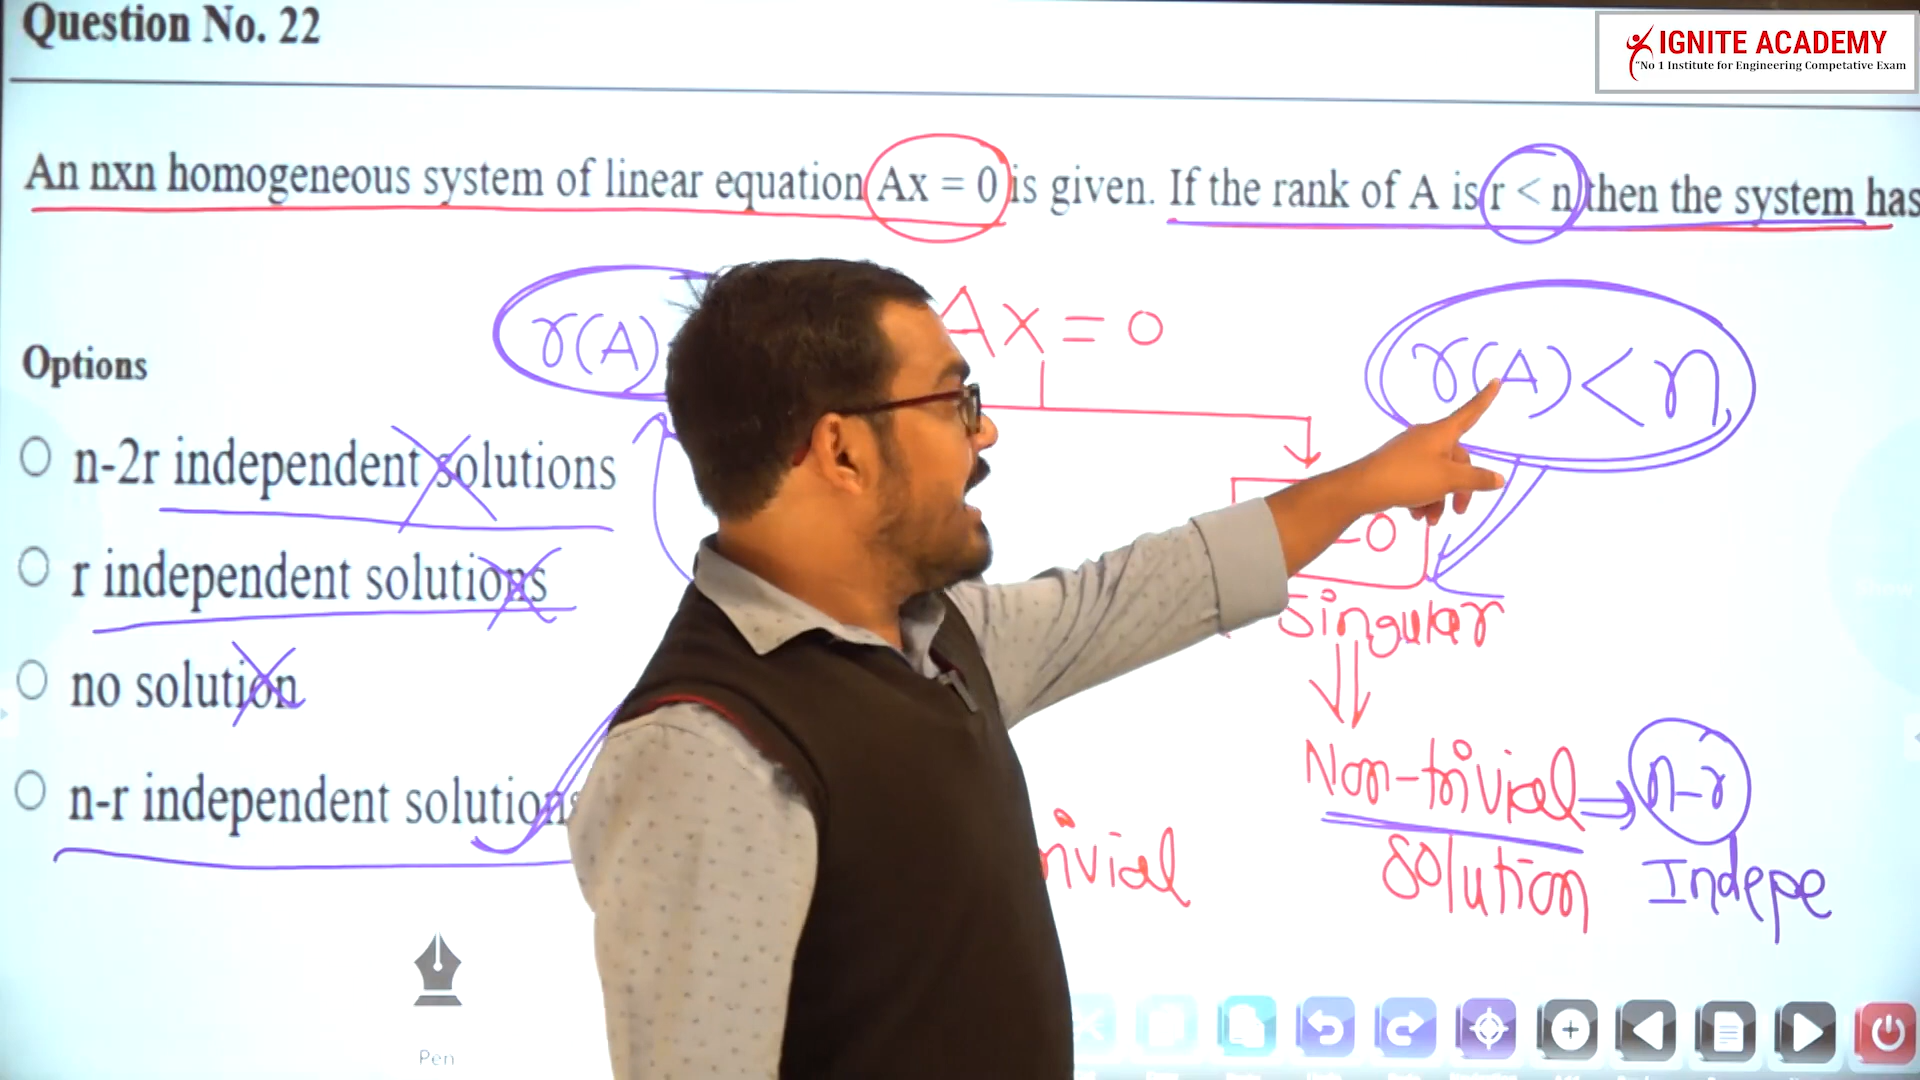 Question No. 22
IGNITE ACADEMY
"No 1 Institute for Engineering Competative Exam
An nxn homogeneous system of linear equation Ax = 0 is given. If the rank of A is r < n then the system has
r(A)
Ax = 0
r(A) < n
Options
n-2r independent solutions
r independent solutions
no solution
n-r independent solutions
= 0
Singular
Non-trivial ⇒ n-r
solution
Indepe
Pen